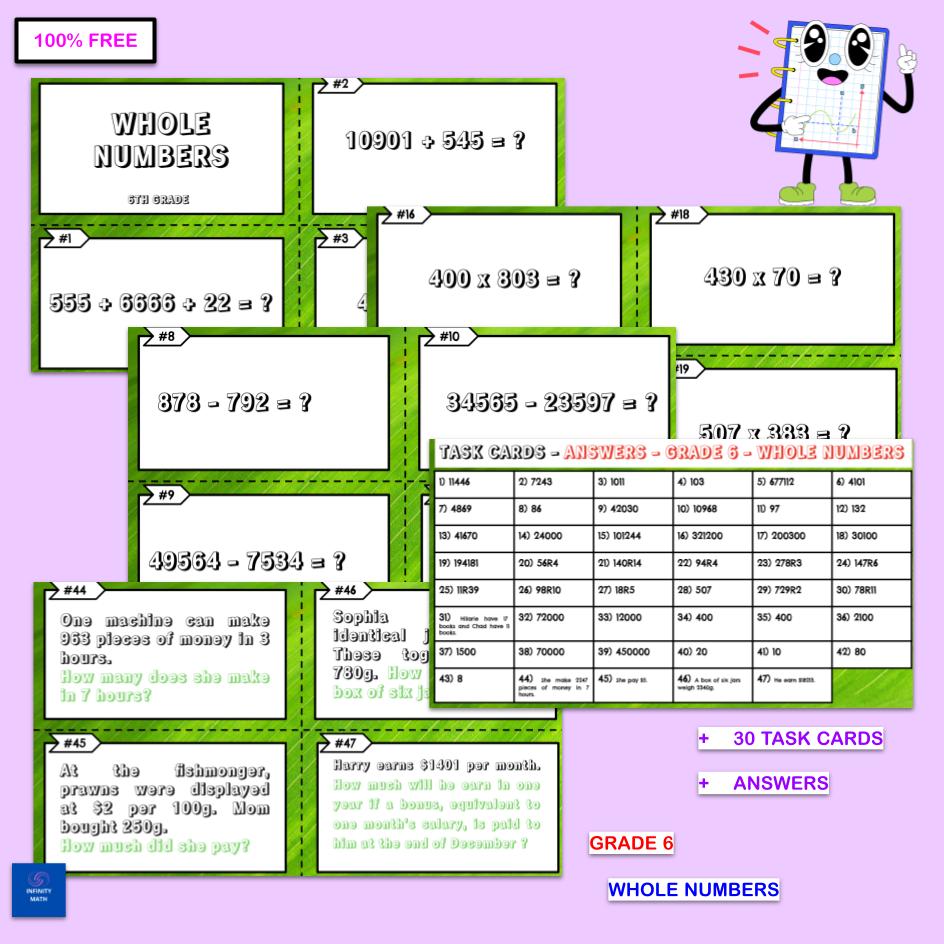 100% FREE
WHOLE
NUMBERS
6TH GRADE
#2
10901 + 545 = ?
#1
555 + 6666 + 22 = ?
#3
4
#16
400 x 803 = ?
#18
430 x 70 = ?
#19
507 x 383 = ?
#8
878 - 792 = ?
#10
34565 - 23597 = ?
#9
49564 - 7534 = ?
TASK CARDS - ANSWERS - GRADE 6 - WHOLE NUMBERS
1) 11446 2) 7243 3) 1011 4) 103 5) 677112 6) 4101
7) 4869 8) 86 9) 42030 10) 10968 11) 97 12) 132
13) 41670 14) 24000 15) 101244 16) 321200 17) 200300 18) 30100
19) 194181 20) 56R4 21) 140R14 22) 94R4 23) 278R3 24) 147R6
25) 11R39 26) 98R10 27) 18R5 28) 507 29) 729R2 30) 78R11
31) Hilarie have 17
books and Chad have 11
books.
32) 72000 33) 12000 34) 400 35) 400 36) 2100
37) 1500 38) 70000 39) 450000 40) 20 41) 10 42) 80
43) 8
44) She make 2247
pieces of money in 7
hours.
45) She pay $5.
46) A box of six jars
weigh 2340g.
47) He earn $18213.
#44
One machine can make
963 pieces of money in 3
hours.
How many does she make
in 7 hours?
#46
Sophia
identical j
These tog
780g. How
box of six ja
#45
At the fishmonger,
prawns were displayed
at $2 per 100g. Mom
bought 250g.
How much did she pay?
#47
Harry earns $1401 per month.
How much will he earn in one
year if a bonus, equivalent to
one month's salary, is paid to
him at the end of December ?
+ 30 TASK CARDS
+ ANSWERS
GRADE 6
WHOLE NUMBERS
INFINITY
MATH